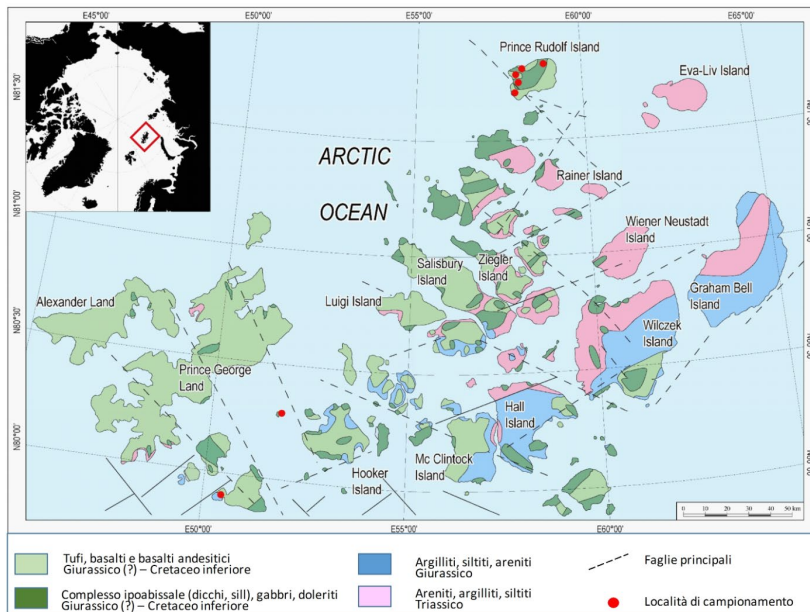 E45°00'
E50°00'
E55°00'
E60°00'
E65°00'
N81°30'
N81°00'
N80°30'
N80°00'
Prince Rudolf Island
Eva-Liv Island
ARCTIC
OCEAN
Rainer Island
Wiener Neustadt
Island
Salisbury
Island
Ziegler
Island
Graham Bell
Island
Alexander Land
Luigi Island
Wilczek
Island
Prince George
Land
Hall
Island
Hooker
Island
Mc Clintock
Island
E50°00'
E55°00'
E60°00'
0 10 20 30 40 50 km
Tufi, basalti e basalti andesitici
Giurassico (?) – Cretaceo inferiore
Complesso ipoabissale (dicchi, sill), gabbri, doleriti
Giurassico (?) – Cretaceo inferiore
Argilliti, siltiti, areniti
Giurassico
Areniti, argilliti, siltiti
Triassico
Faglie principali
Località di campionamento